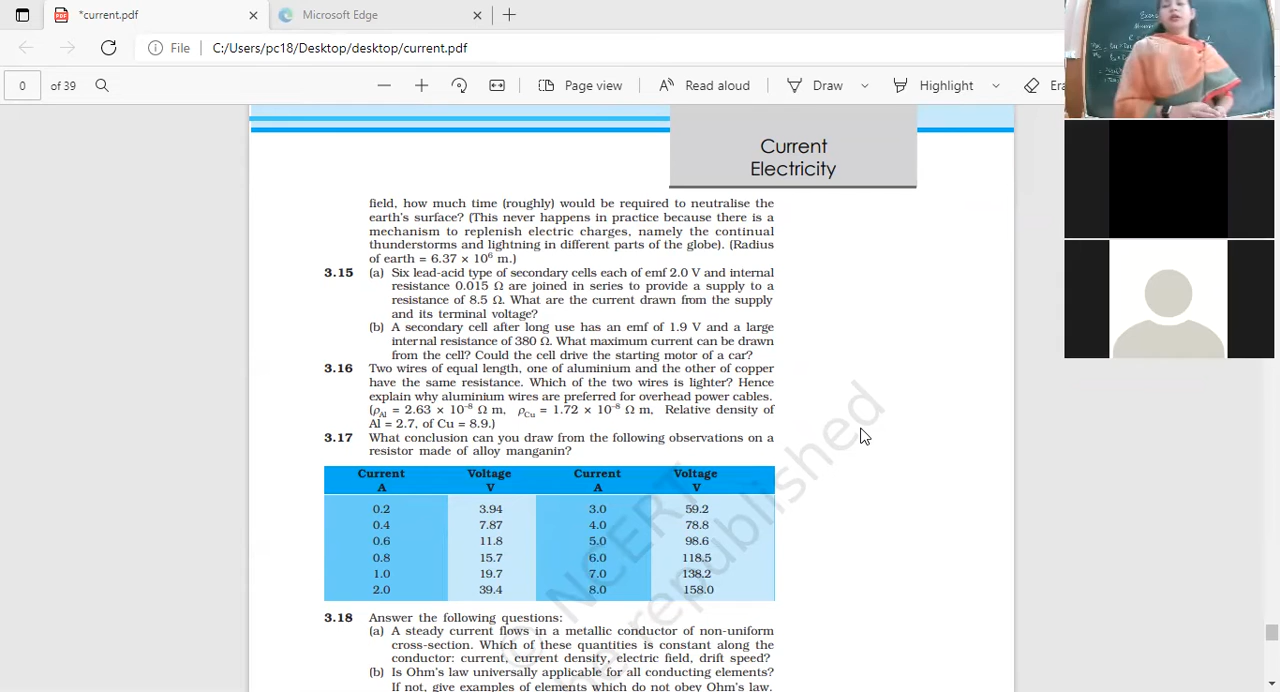 *current.pdf
Microsoft Edge
File
C:/Users/pc18/Desktop/desktop/current.pdf
0 of 39
Page view
Read aloud
Draw
Highlight
Era
Current
Electricity
field, how much time (roughly) would be required to neutralise the
earth's surface? (This never happens in practice because there is a
mechanism to replenish electric charges, namely the continual
thunderstorms and lightning in different parts of the globe). (Radius
of earth = 6.37 × 10⁶ m.)
3.15 (a) Six lead-acid type of secondary cells each of emf 2.0 V and internal
resistance 0.015 Ω are joined in series to provide a supply to a
resistance of 8.5 Ω. What are the current drawn from the supply
and its terminal voltage?
(b) A secondary cell after long use has an emf of 1.9 V and a large
internal resistance of 380 Ω. What maximum current can be drawn
from the cell? Could the cell drive the starting motor of a car?
3.16 Two wires of equal length, one of aluminium and the other of copper
have the same resistance. Which of the two wires is lighter? Hence
explain why aluminium wires are preferred for overhead power cables.
(ρAl = 2.63 × 10⁻⁸ Ω m, ρCu = 1.72 × 10⁻⁸ Ω m, Relative density of
Al = 2.7, of Cu = 8.9.)
3.17 What conclusion can you draw from the following observations on a
resistor made of alloy manganin?
Current Voltage Current Voltage
A V A V
0.2 3.94 3.0 59.2
0.4 7.87 4.0 78.8
0.6 11.8 5.0 98.6
0.8 15.7 6.0 118.5
1.0 19.7 7.0 138.2
2.0 39.4 8.0 158.0
3.18 Answer the following questions:
(a) A steady current flows in a metallic conductor of non-uniform
cross-section. Which of these quantities is constant along the
conductor: current, current density, electric field, drift speed?
(b) Is Ohm's law universally applicable for all conducting elements?
If not, give examples of elements which do not obey Ohm's law.
© NCERT
be republished